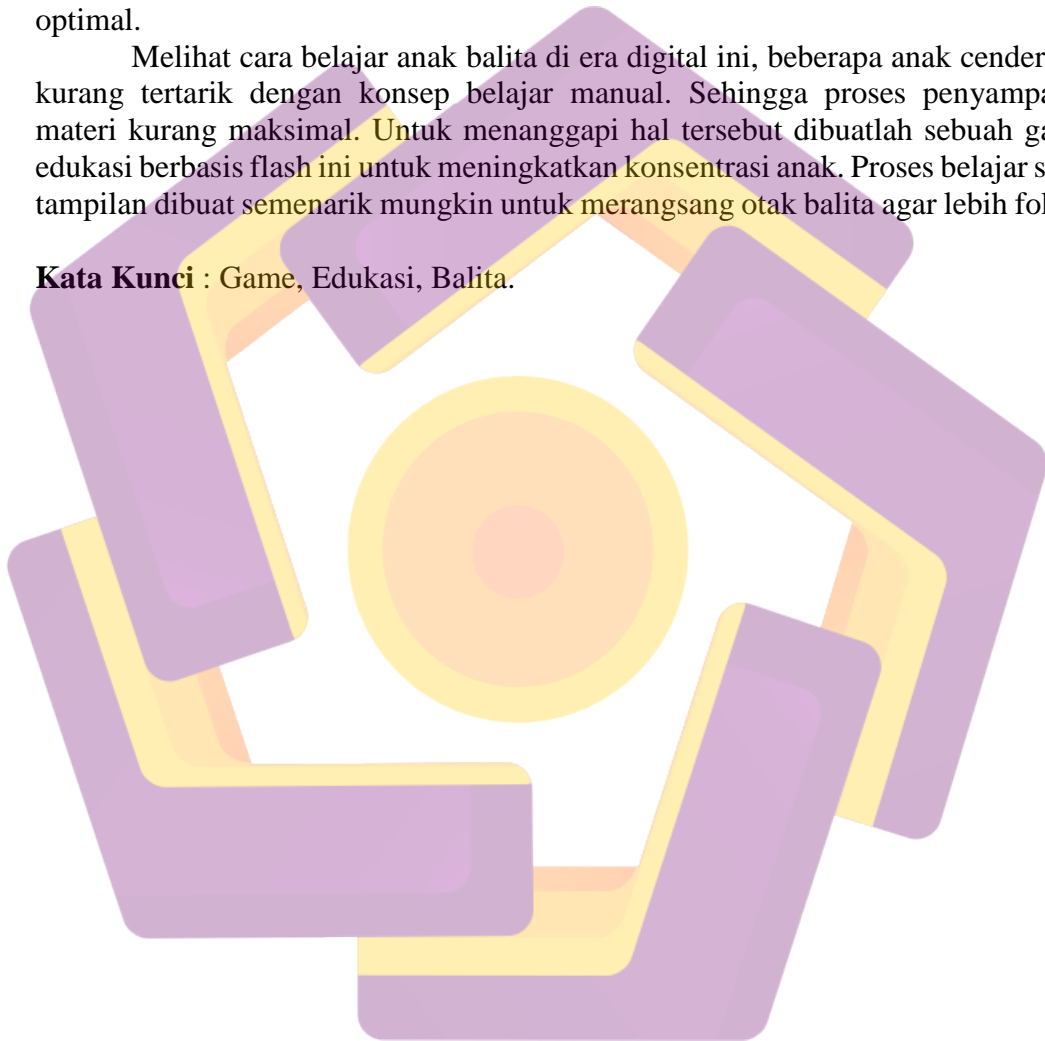 optimal.
Melihat cara belajar anak balita di era digital ini, beberapa anak cender
kurang tertarik dengan konsep belajar manual. Sehingga proses penyampa
materi kurang maksimal. Untuk menanggapi hal tersebut dibuatlah sebuah ga
edukasi berbasis flash ini untuk meningkatkan konsentrasi anak. Proses belajar s
tampilan dibuat semenarik mungkin untuk merangsang otak balita agar lebih fol
Kata Kunci : Game, Edukasi, Balita.